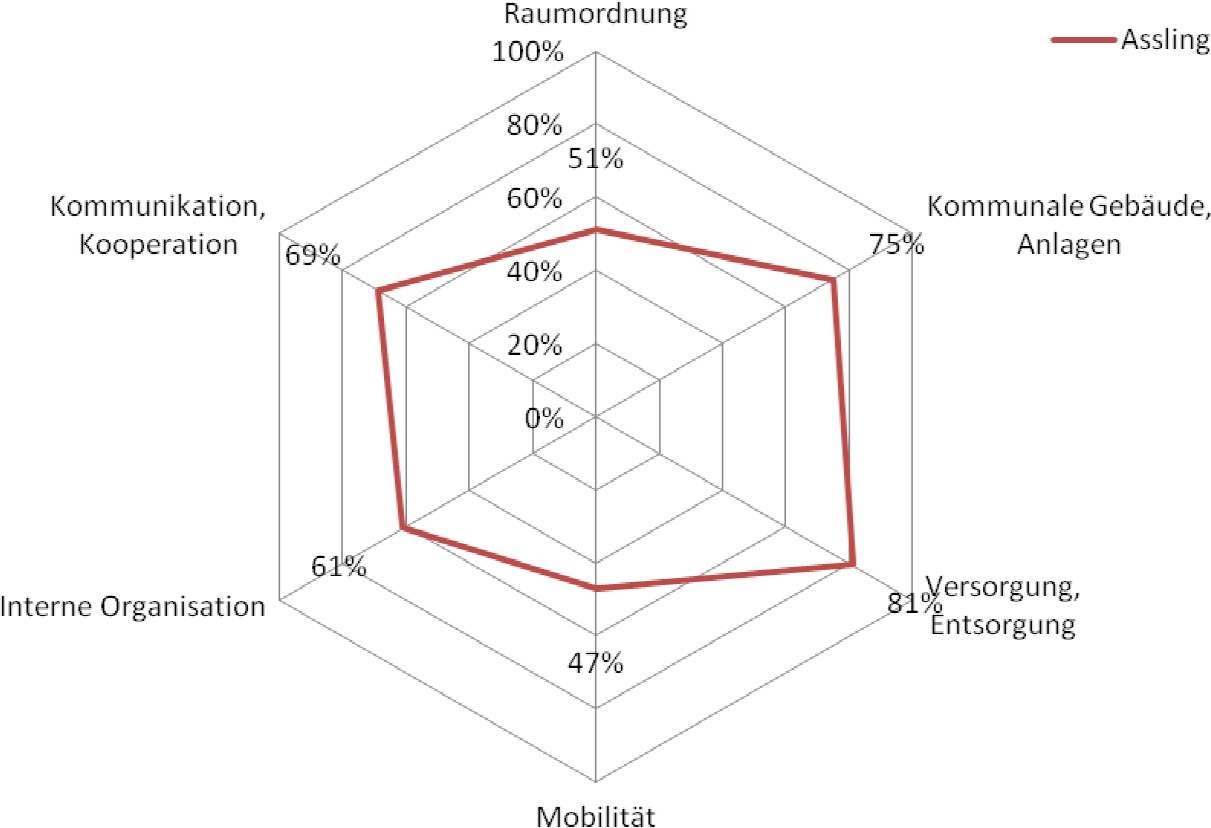 Raumordnung
Assling
100%
80%
51%
60%
Kommunikation,
Kooperation
Kommunale Gebäude,
Anlagen
69%
75%
40%
20%
0%
61%
Interne Organisation
Versorgung,
81%
Entsorgung
47%
Mobilität